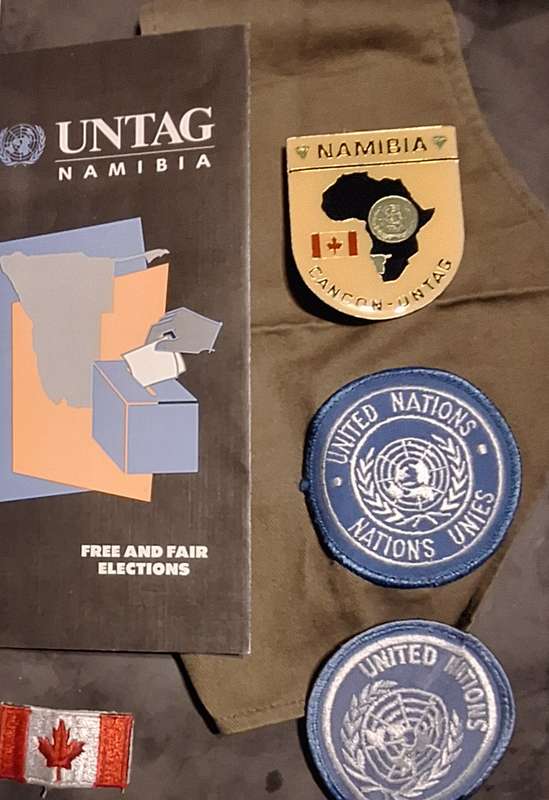 UNTAG
NAMIBIA
FREE AND FAIR
ELECTIONS
NAMIBIA
CANCON-UNTAG
UNITED NATIONS
NATIONS UNIES
UNITED NATIONS